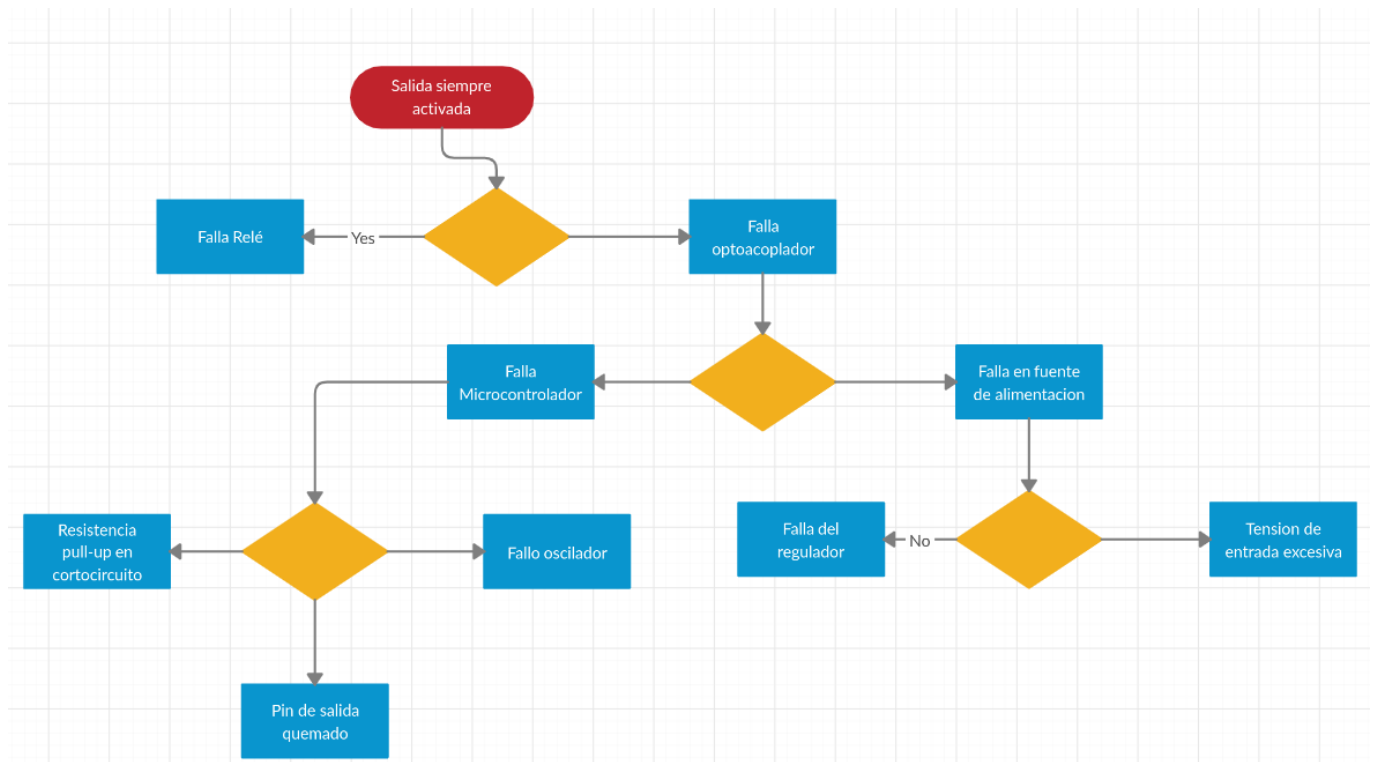 Salida siempre
activada
Falla Relé
Yes
Falla
optoacoplador
Falla
Microcontrolador
Falla en fuente
de alimentacion
Resistencia
pull-up en
cortocircuito
Fallo oscilador
Falla del
regulador
No
Tension de
entrada excesiva
Pin de salida
quemado